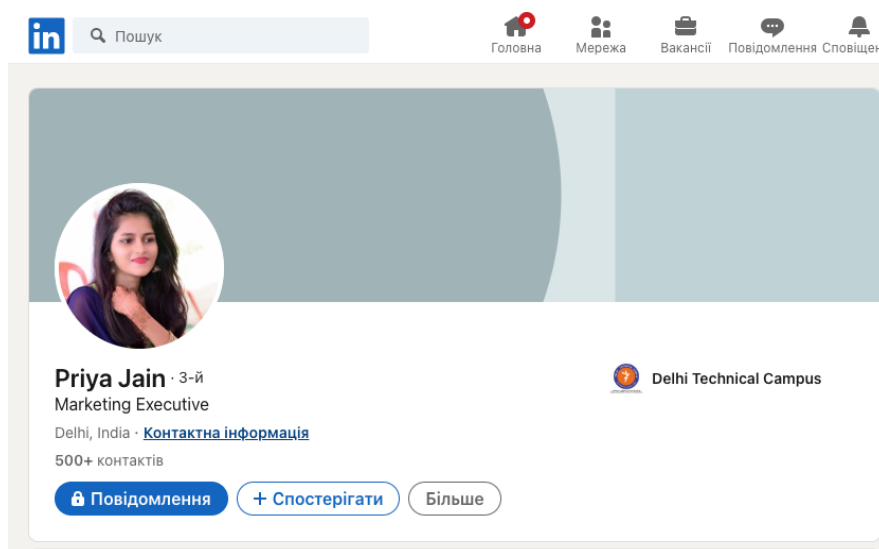 in
Пошук
Головна
Мережа
Вакансії
Повідомлення
Сповіщен
Priya Jain · 3-й
Delhi Technical Campus
Marketing Executive
Delhi, India · Контактна інформація
500+ контактів
Повідомлення
+ Спостерігати
Більше